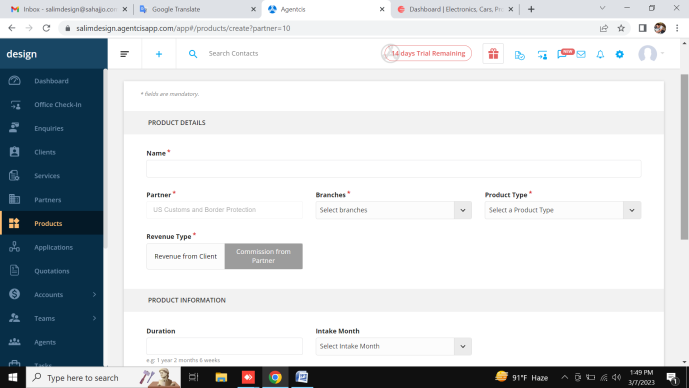 Inbox - salimdesign@sahajjo.con
Google Translate
Agentcis
Dashboard | Electronics, Cars, Pro
salimdesign.agentcisapp.com/app#/products/create?partner=10
design
Search Contacts
14 days Trial Remaining
NEW
Dashboard
Office Check-In
Enquiries
Clients
Services
Partners
Products
Applications
Quotations
Accounts
Teams
Agents
Tasks
* fields are mandatory.
PRODUCT DETAILS
Name *
Partner * Branches * Product Type *
US Customs and Border Protection Select branches Select a Product Type
Revenue Type *
Revenue from Client Commission from
Partner
PRODUCT INFORMATION
Duration Intake Month
Select Intake Month
e.g: 1 year 2 months 6 weeks
Type here to search
91°F Haze
1:49 PM
3/7/2023